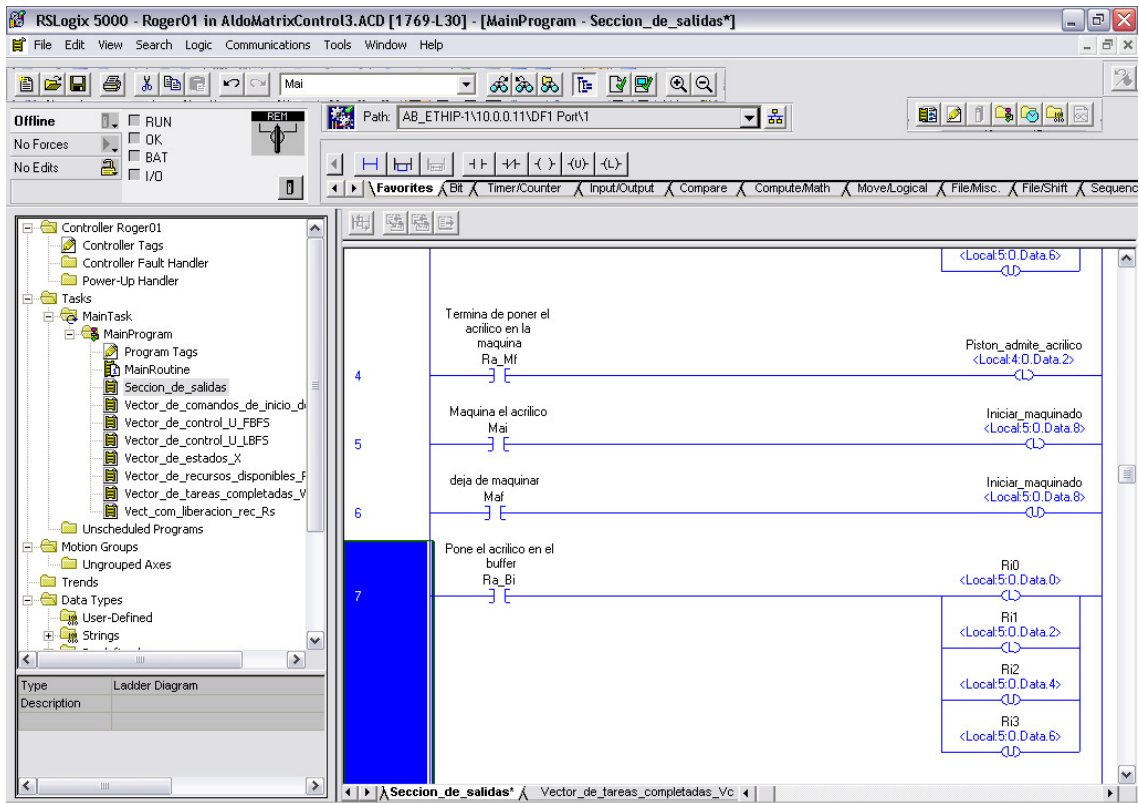 RSLogix 5000 - Roger01 in AldoMatrixControl3.ACD [1769-L30] - [MainProgram - Seccion_de_salidas*]
File Edit View Search Logic Communications Tools Window Help
Mai
Offline
RUN
REM
Path: AB_ETHIP-1\10.0.0.11\DF1 Port\1
No Forces
OK
BAT
No Edits
I/O
Favorites Bit Timer/Counter Input/Output Compare Compute/Math Move/Logical File/Misc. File/Shift Sequenc
Controller Roger01
Controller Tags
Controller Fault Handler
Power-Up Handler
Tasks
MainTask
MainProgram
Program Tags
MainRoutine
Seccion_de_salidas
Vector_de_comandos_de_inicio_d
Vector_de_control_U_FBFS
Vector_de_control_U_LBFS
Vector_de_estados_X
Vector_de_recursos_disponibles_F
Vector_de_tareas_completadas_V
Vect_com_liberacion_rec_Rs
Unscheduled Programs
Motion Groups
Ungrouped Axes
Trends
Data Types
User-Defined
Strings
Type Ladder Diagram
Description
<Local:5:O.Data.6>
U
Termina de poner el
acrilico en la
maquina
Ra_Mf
Piston_admite_acrilico
<Local:4:O.Data.2>
4
L
Maquina el acrilico
Mai
Iniciar_maquinado
<Local:5:O.Data.8>
5
L
deja de maquinar
Maf
Iniciar_maquinado
<Local:5:O.Data.8>
6
U
Pone el acrilico en el
buffer
Ra_Bi
Ri0
<Local:5:O.Data.0>
7
L
Ri1
<Local:5:O.Data.2>
L
Ri2
<Local:5:O.Data.4>
U
Ri3
<Local:5:O.Data.6>
U
Seccion_de_salidas* Vector_de_tareas_completadas_Vc